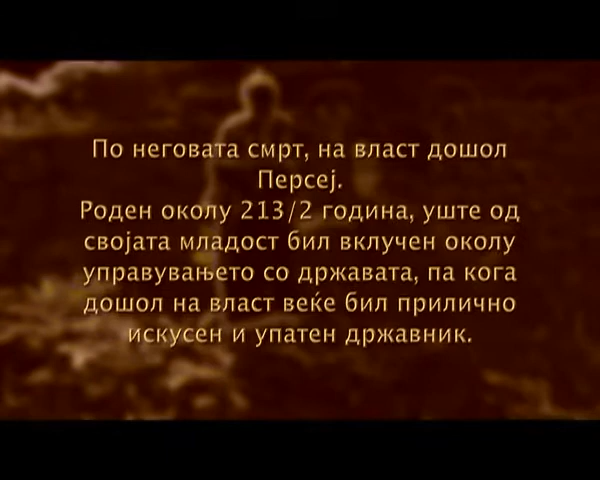 По неговата смрт, на власт дошол
Персеј.
Роден околу 213/2 година, уште од
својата младост бил вклучен околу
управувањето со државата, па кога
дошол на власт веќе бил прилично
искусен и упатен државник.